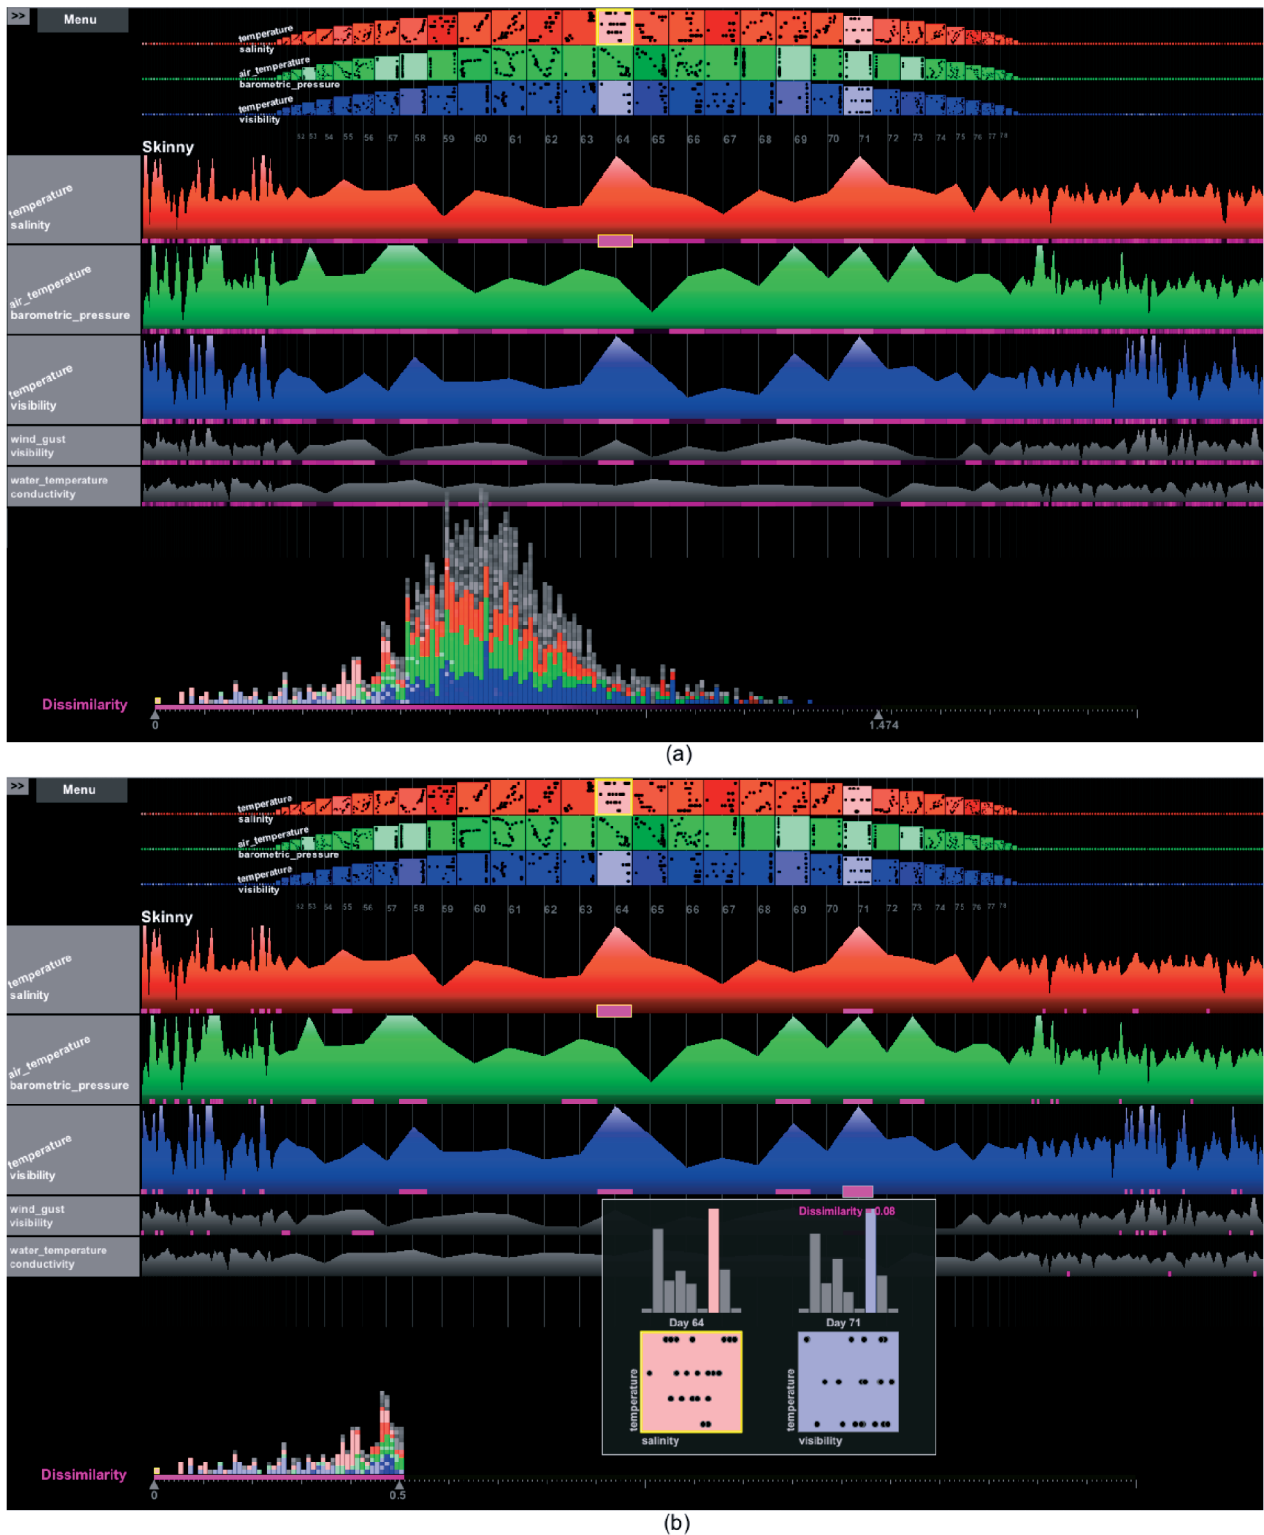 >>
Menu
temperature
salinity
air_temperature
barometric_pressure
temperature
visibility
52 53 54 55 56 57 58 59 60 61 62 63 64 65 66 67 68 69 70 71 72 73 74 75 76 77 78
Skinny
temperature
salinity
air_temperature
barometric_pressure
temperature
visibility
wind_gust
visibility
water_temperature
conductivity
Dissimilarity
0
1.474
(a)
>>
Menu
temperature
salinity
air_temperature
barometric_pressure
temperature
visibility
52 53 54 55 56 57 58 59 60 61 62 63 64 65 66 67 68 69 70 71 72 73 74 75 76 77 78
Skinny
temperature
salinity
air_temperature
barometric_pressure
temperature
visibility
wind_gust
visibility
water_temperature
conductivity
Dissimilarity = 0.08
Day 64
Day 71
temperature
salinity
temperature
visibility
Dissimilarity
0
0.5
(b)